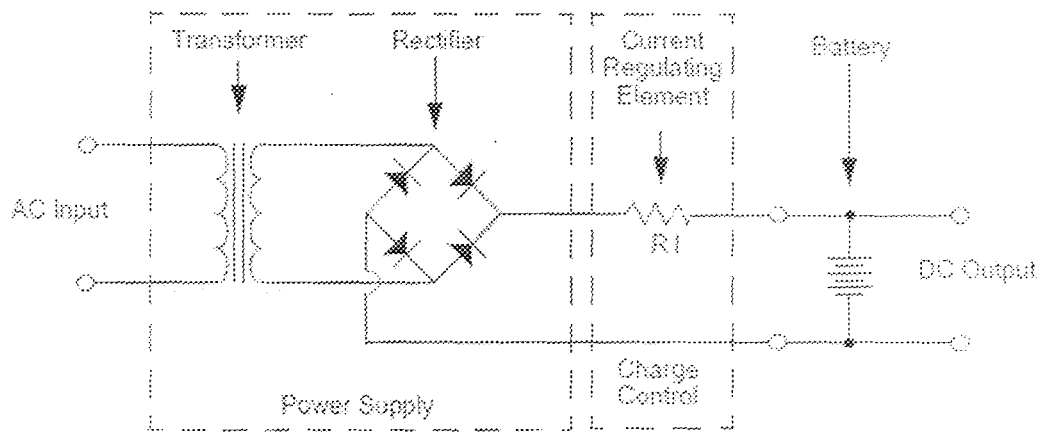 Transformer
Rectifier
Current
Regulating
Element
Battery
AC Input
R1
DC Output
Charge
Control
Power Supply